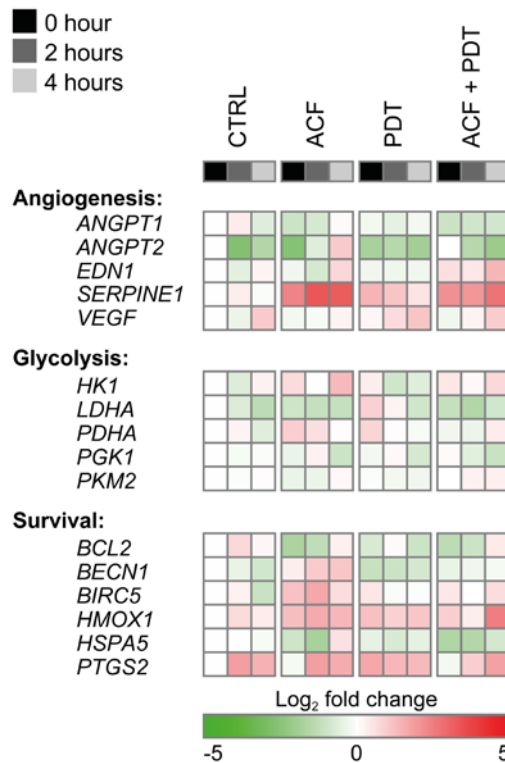 0 hour
2 hours
4 hours
CTRL
ACF
PDT
ACF + PDT
Angiogenesis:
ANGPT1
ANGPT2
EDN1
SERPINE1
VEGF
Glycolysis:
HK1
LDHA
PDHA
PGK1
PKM2
Survival:
BCL2
BECN1
BIRC5
HMOX1
HSPA5
PTGS2
Log₂ fold change
-5 0 5